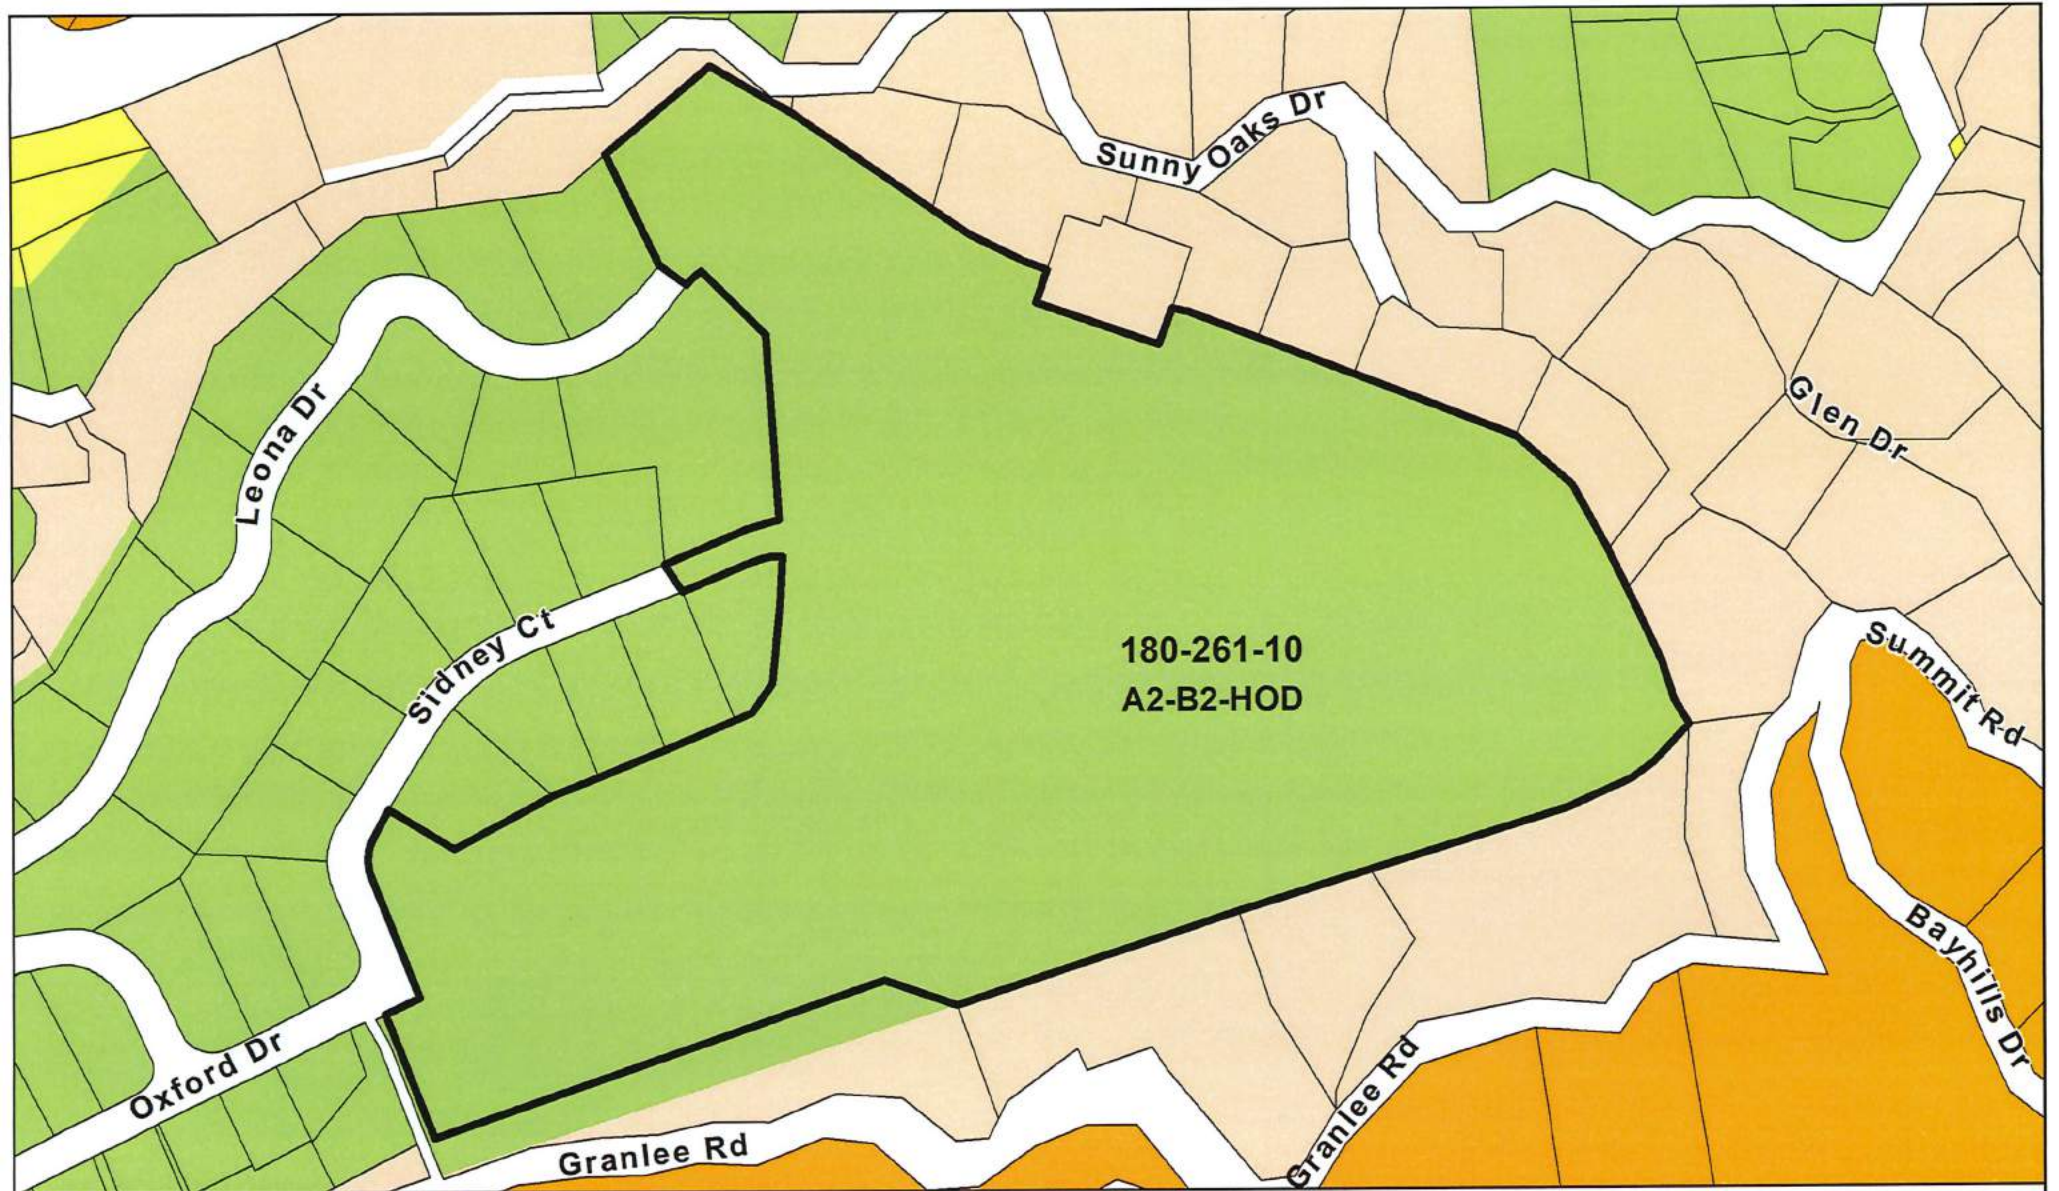 Sunny Oaks Dr
Leona Dr
Glen Dr
Sidney Ct
180-261-10
A2-B2-HOD
Summit Rd
Bayhills Dr
Oxford Dr
Granlee Rd
Granlee Rd